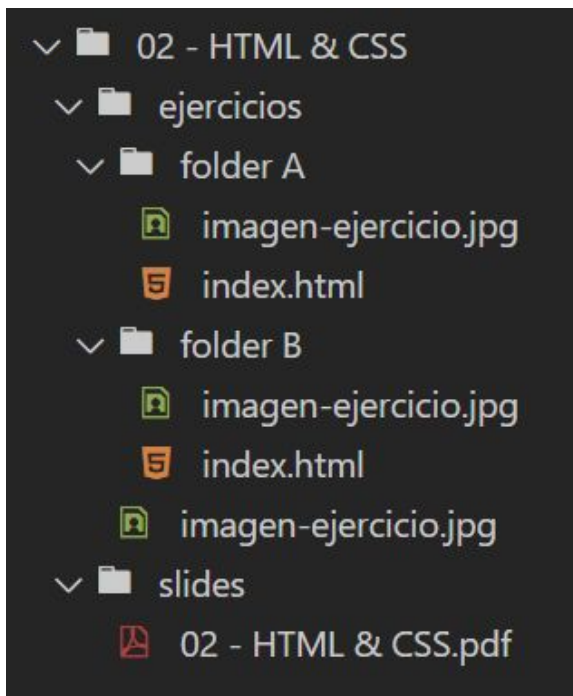 02 - HTML & CSS
ejercicios
folder A
imagen-ejercicio.jpg
index.html
folder B
imagen-ejercicio.jpg
index.html
imagen-ejercicio.jpg
slides
02 - HTML & CSS.pdf